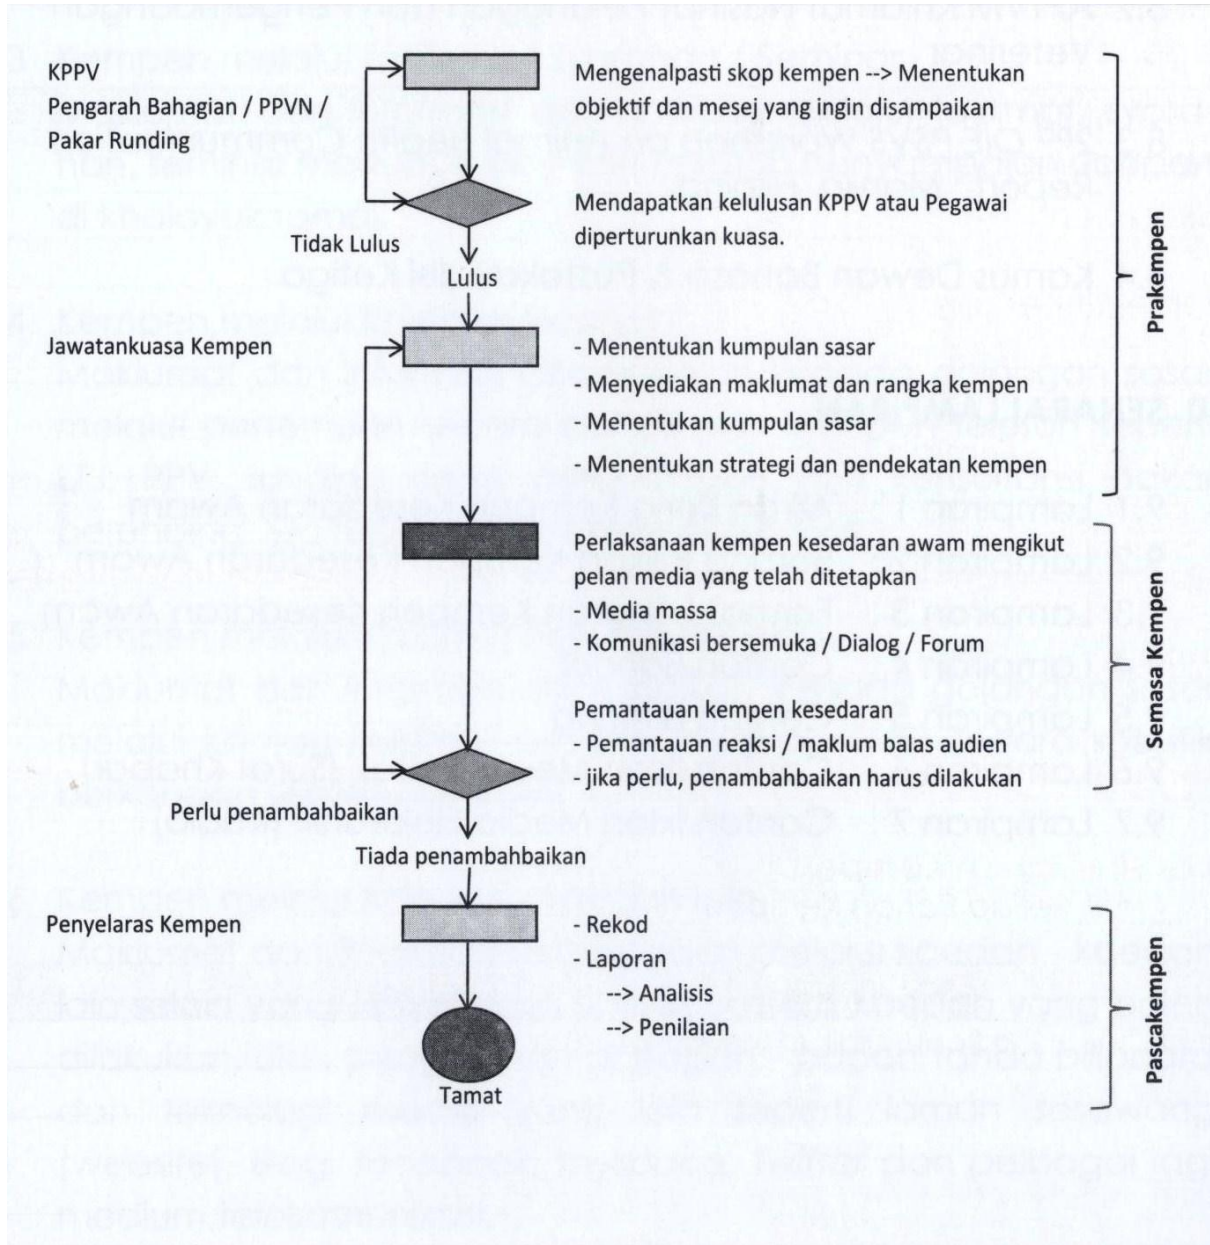 KPPV
Pengarah Bahagian / PPVN /
Pakar Runding
Mengenalpasti skop kempen --> Menentukan
objektif dan mesej yang ingin disampaikan
Mendapatkan kelulusan KPPV atau Pegawai
diperturunkan kuasa.
Tidak Lulus
Lulus
Prakempen
Jawatankuasa Kempen
- Menentukan kumpulan sasar
- Menyediakan maklumat dan rangka kempen
- Menentukan kumpulan sasar
- Menentukan strategi dan pendekatan kempen
Perlaksanaan kempen kesedaran awam mengikut
pelan media yang telah ditetapkan
- Media massa
- Komunikasi bersemuka / Dialog / Forum
Pemantauan kempen kesedaran
- Pemantauan reaksi / maklum balas audien
- jika perlu, penambahbaikan harus dilakukan
Semasa Kempen
Perlu penambahbaikan
Tiada penambahbaikan
Penyelaras Kempen
- Rekod
- Laporan
--> Analisis
--> Penilaian
Tamat
Pascakempen